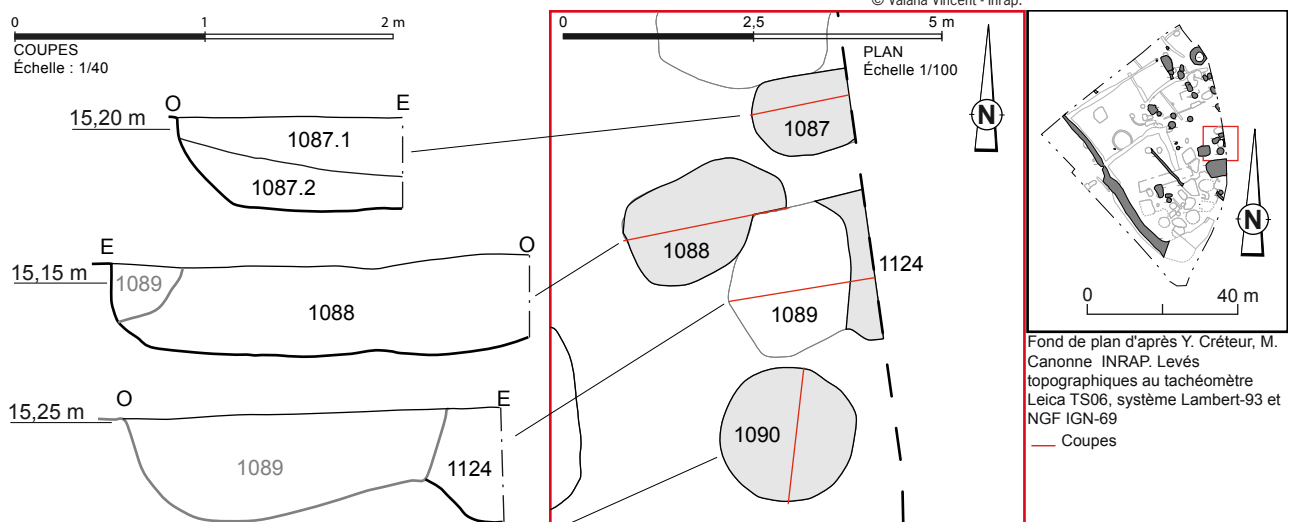 © Valaria Vincent - Inrap.
0 1 2 m
COUPES
Échelle : 1/40
O E
15,20 m
1087.1
1087.2
E O
15,15 m
1089
1088
O E
15,25 m
1089
1124
0 2,5 5 m
PLAN
Échelle 1/100
N
1087
1088
1124
1089
1090
N
0 40 m
Fond de plan d'après Y. Créteur, M.
Canonne INRAP. Levés
topographiques au tachéomètre
Leica TS06, système Lambert-93 et
NGF IGN-69
Coupes